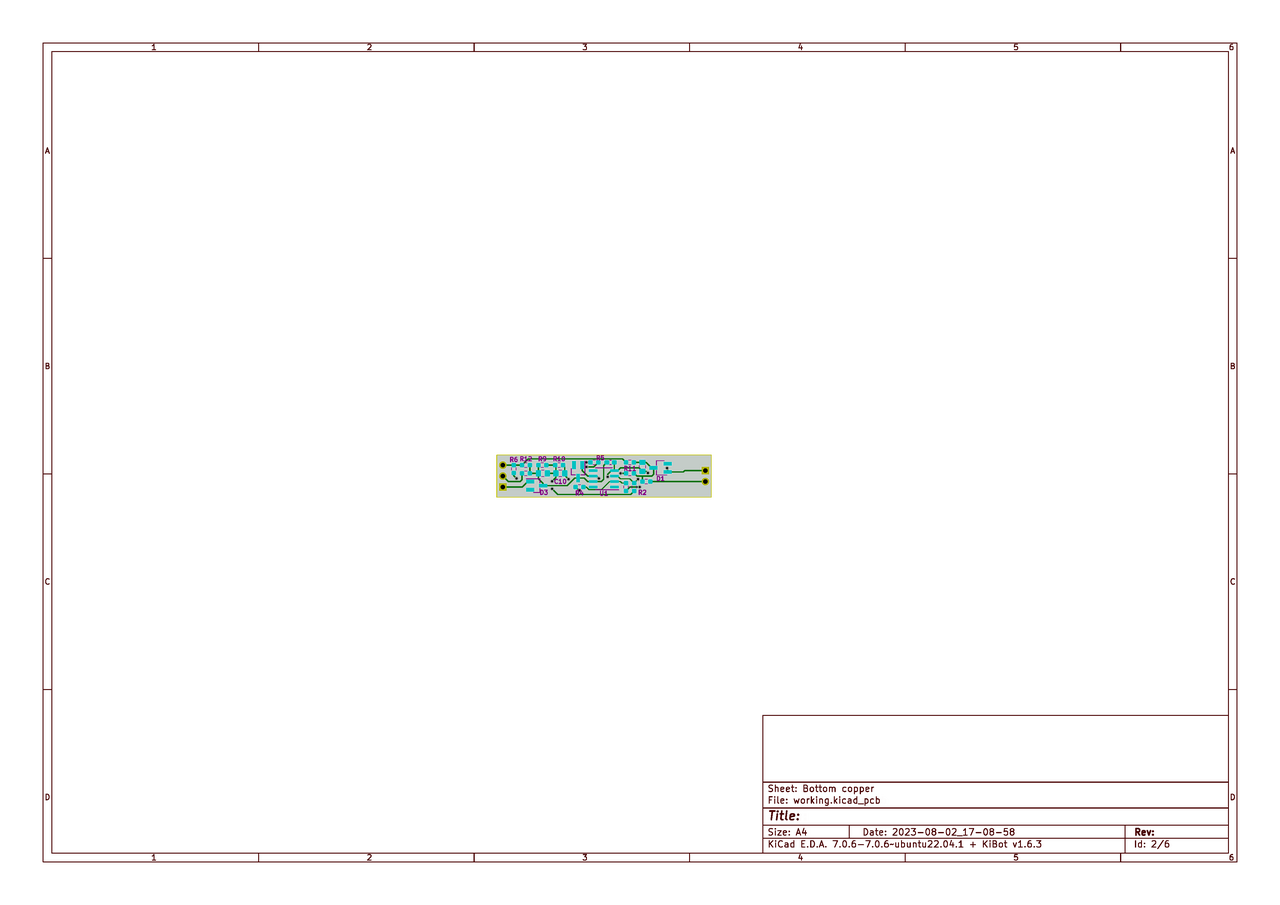 1 2 3 4 5 6
A A
B B
R6 R12 R9 R10 R5
R11
C10 D1
D3 R4 U1 R2
C C
Sheet: Bottom copper
File: working.kicad_pcb
D D
Title:
Size: A4 Date: 2023-08-02_17-08-58 Rev:
KiCad E.D.A. 7.0.6-7.0.6~ubuntu22.04.1 + KiBot v1.6.3 Id: 2/6
1 2 3 4 5 6